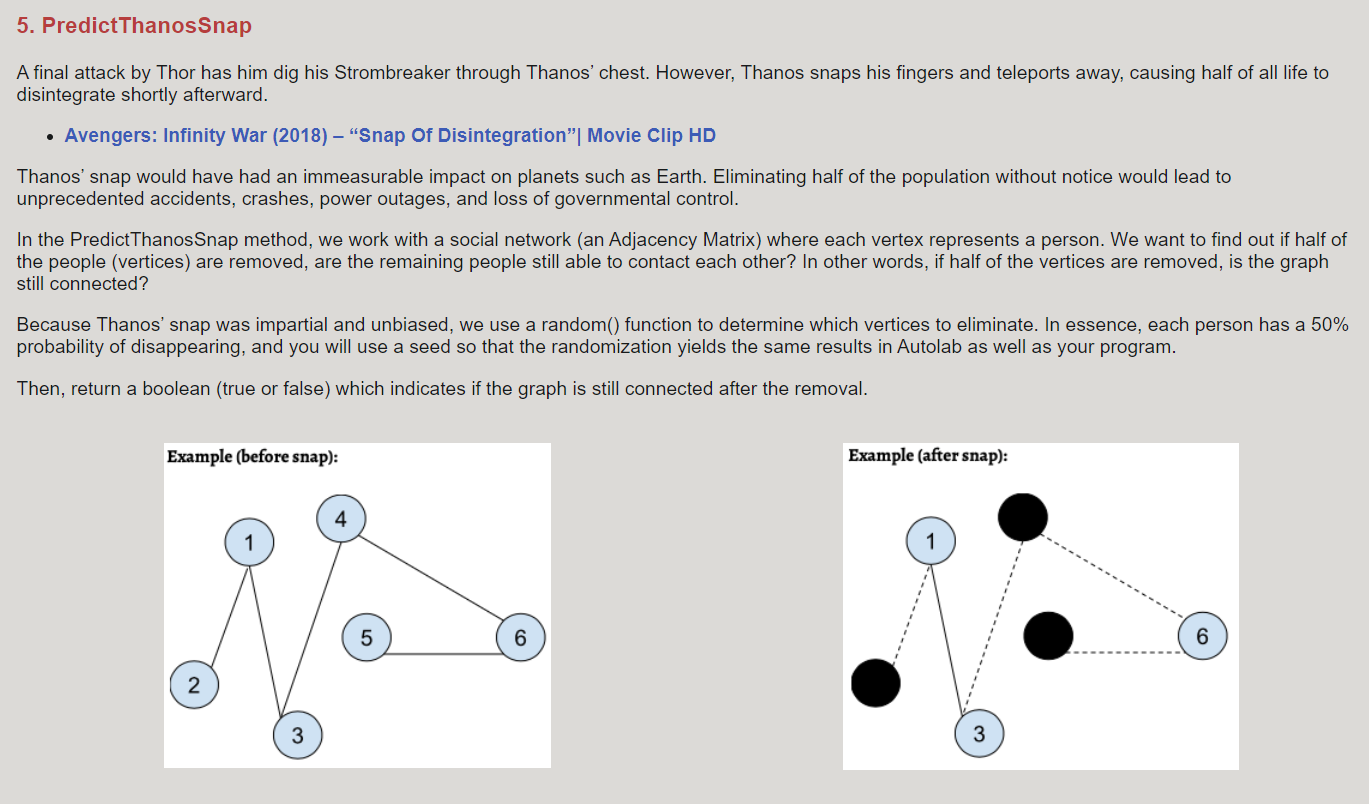 5. PredictThanosSnap
A final attack by Thor has him dig his Strombreaker through Thanos’ chest. However, Thanos snaps his fingers and teleports away, causing half of all life to
disintegrate shortly afterward.
• Avengers: Infinity War (2018) – “Snap Of Disintegration”| Movie Clip HD
Thanos’ snap would have had an immeasurable impact on planets such as Earth. Eliminating half of the population without notice would lead to
unprecedented accidents, crashes, power outages, and loss of governmental control.
In the PredictThanosSnap method, we work with a social network (an Adjacency Matrix) where each vertex represents a person. We want to find out if half of
the people (vertices) are removed, are the remaining people still able to contact each other? In other words, if half of the vertices are removed, is the graph
still connected?
Because Thanos’ snap was impartial and unbiased, we use a random() function to determine which vertices to eliminate. In essence, each person has a 50%
probability of disappearing, and you will use a seed so that the randomization yields the same results in Autolab as well as your program.
Then, return a boolean (true or false) which indicates if the graph is still connected after the removal.
Example (before snap):
4
1
5
6
2
3
Example (after snap):
1
6
3